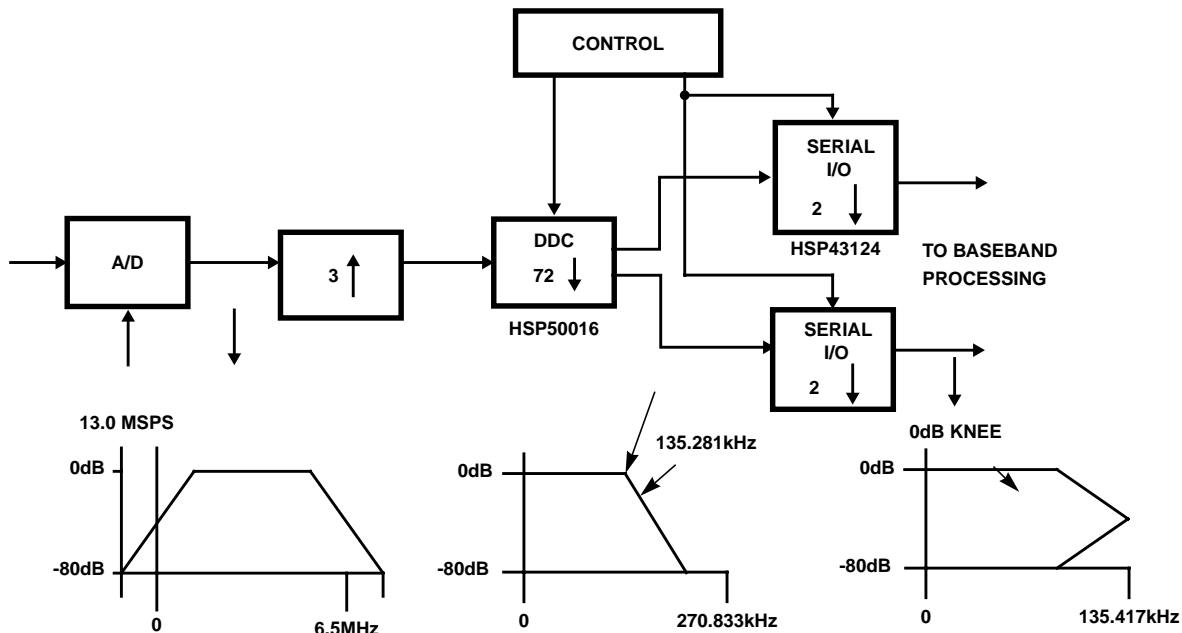 CONTROL
SERIAL
I/O
2
HSP43124
A/D
3
DDC
72
HSP50016
TO BASEBAND
PROCESSING
SERIAL
I/O
2
13.0 MSPS
135.281kHz
0dB KNEE
0dB
-80dB
0
6.5MHz
0dB
-80dB
0
270.833kHz
0dB
-80dB
0
135.417kHz